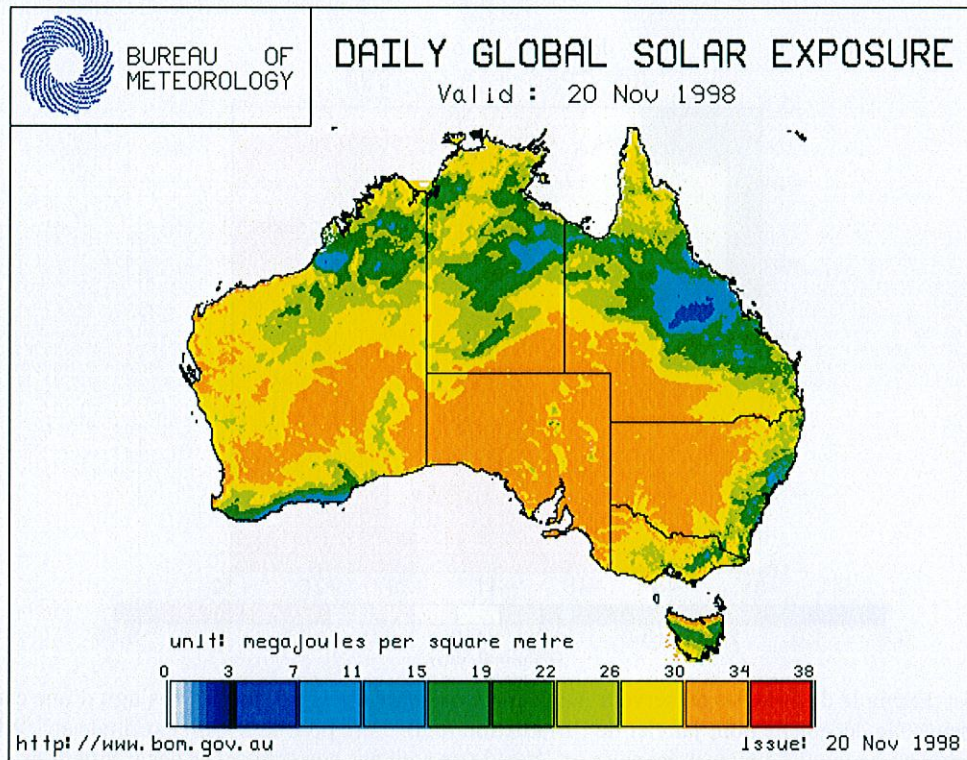 BUREAU OF
METEOROLOGY
DAILY GLOBAL SOLAR EXPOSURE
Valid : 20 Nov 1998
unit: megajoules per square metre
0 3 7 11 15 19 22 26 30 34 38
http://www.bom.gov.au
Issue: 20 Nov 1998